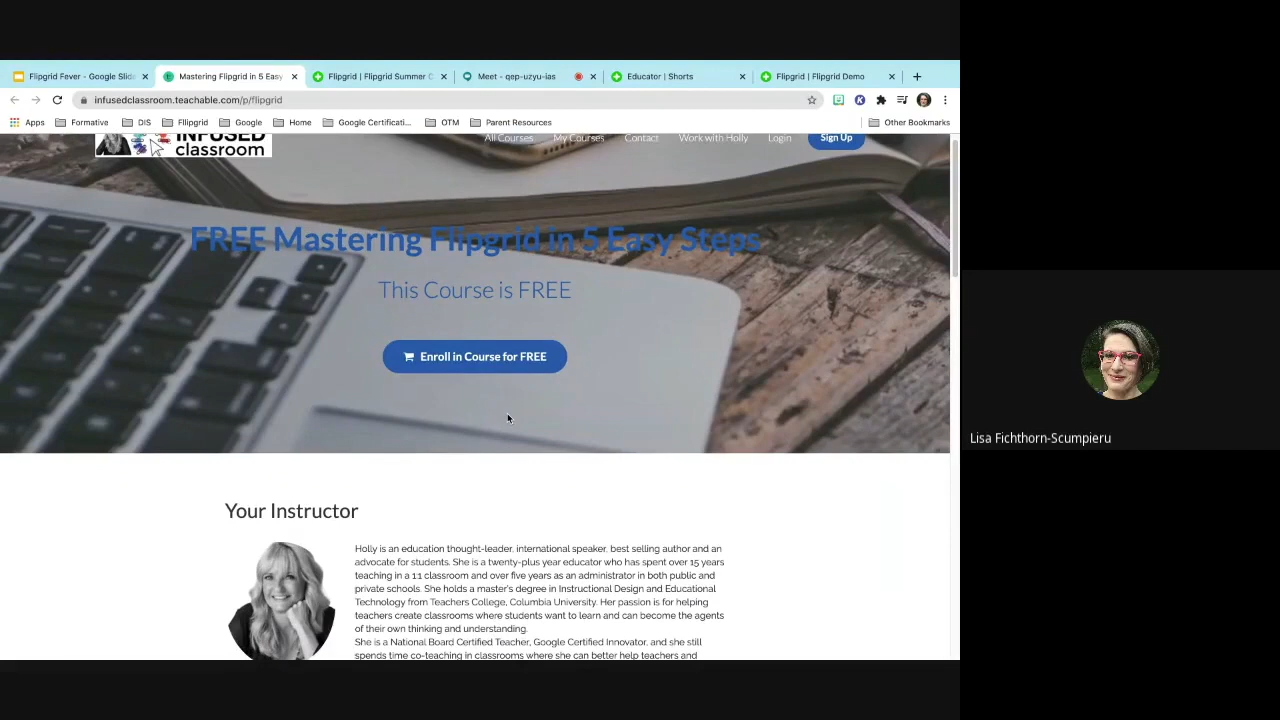 Flipgrid Fever - Google Slide
Mastering Flipgrid in 5 Easy
Flipgrid | Flipgrid Summer C
Meet - qep-uzyu-ias
Educator | Shorts
Flipgrid | Flipgrid Demo
infusedclassroom.teachable.com/p/flipgrid
Apps
Formative
DIS
Fllipgrid
Google
Home
Google Certificati...
OTM
Parent Resources
Other Bookmarks
INFUSED
classroom
All Courses
My Courses
Contact
Work with Holly
Login
Sign Up
FREE Mastering Flipgrid in 5 Easy Steps
This Course is FREE
Enroll in Course for FREE
Your Instructor
Holly is an education thought-leader, international speaker, best selling author and an
advocate for students. She is a twenty-plus year educator who has spent over 15 years
teaching in a 1:1 classroom and over five years as an administrator in both public and
private schools. She holds a master's degree in Instructional Design and Educational
Technology from Teachers College, Columbia University. Her passion is for helping
teachers create classrooms where students want to learn and can become the agents
of their own thinking and understanding.
She is a National Board Certified Teacher, Google Certified Innovator, and she still
spends time co-teaching in classrooms where she can better help teachers and
Lisa Fichthorn-Scumpieru